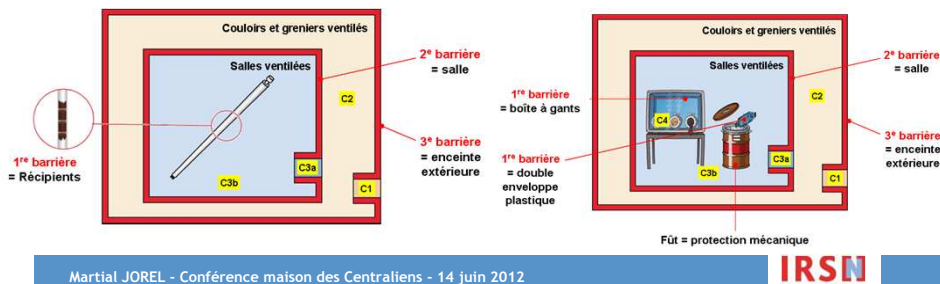 Couloirs et greniers ventilés
Salles ventilées
2e barrière
= salle
C2
1re barrière
= Récipients
3e barrière
= enceinte
extérieure
C3a
C3b
C1
Couloirs et greniers ventilés
Salles ventilées
2e barrière
= salle
1re barrière
= boîte à gants
C2
C4
3e barrière
= enceinte
extérieure
1re barrière
= double
enveloppe
plastique
C3a
C3b
C1
Fût = protection mécanique
Martial JOREL - Conférence maison des Centraliens - 14 juin 2012
IRSN